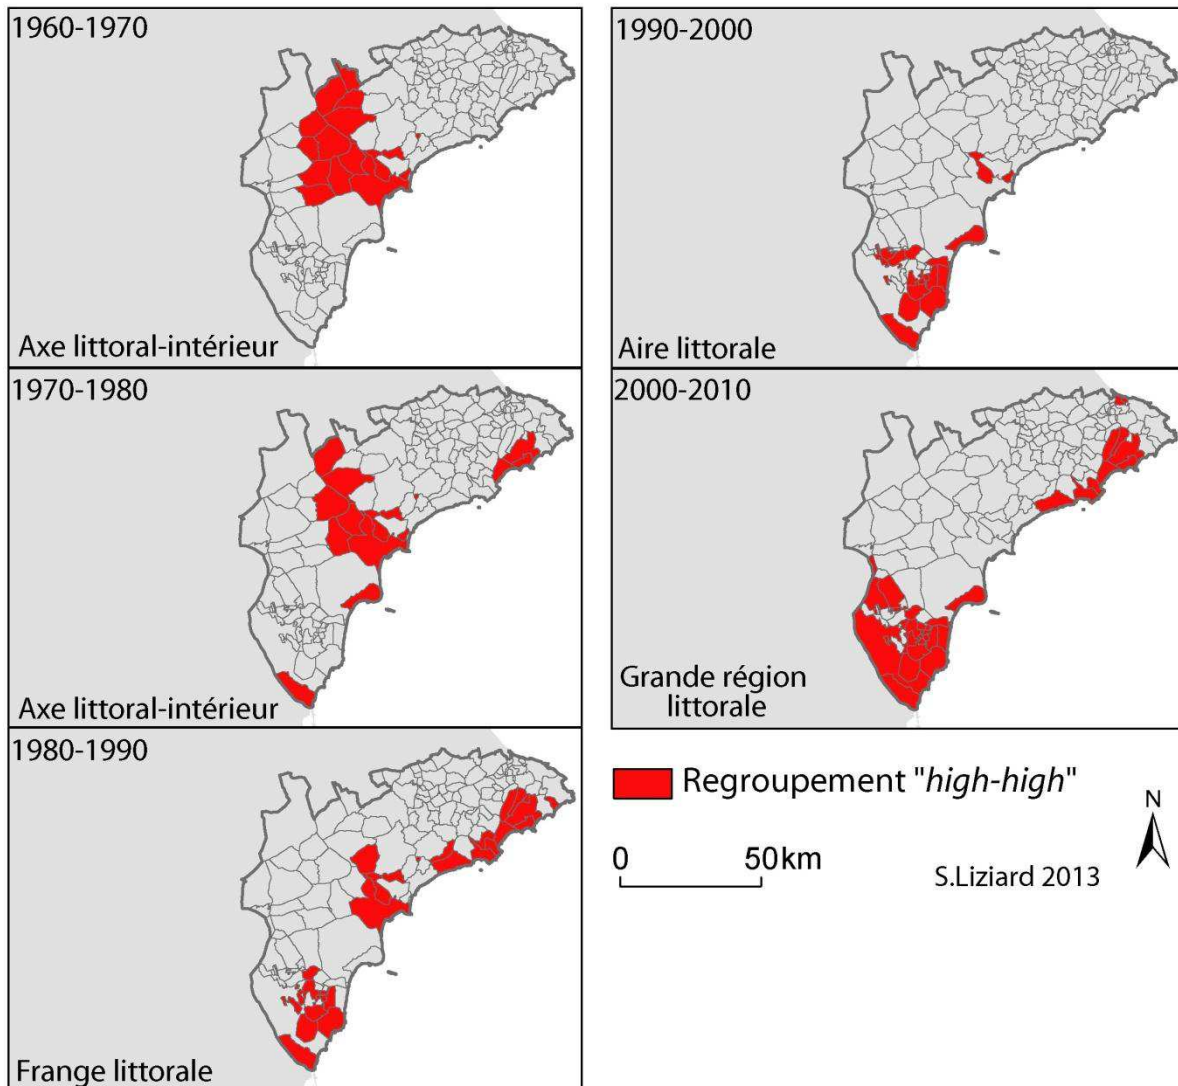 1960-1970
Axe littoral-intérieur
1970-1980
Axe littoral-intérieur
1980-1990
Frange littorale
1990-2000
Aire littorale
2000-2010
Grande région
littorale
Regroupement "high-high"
0 50km
S.Liziard 2013
N